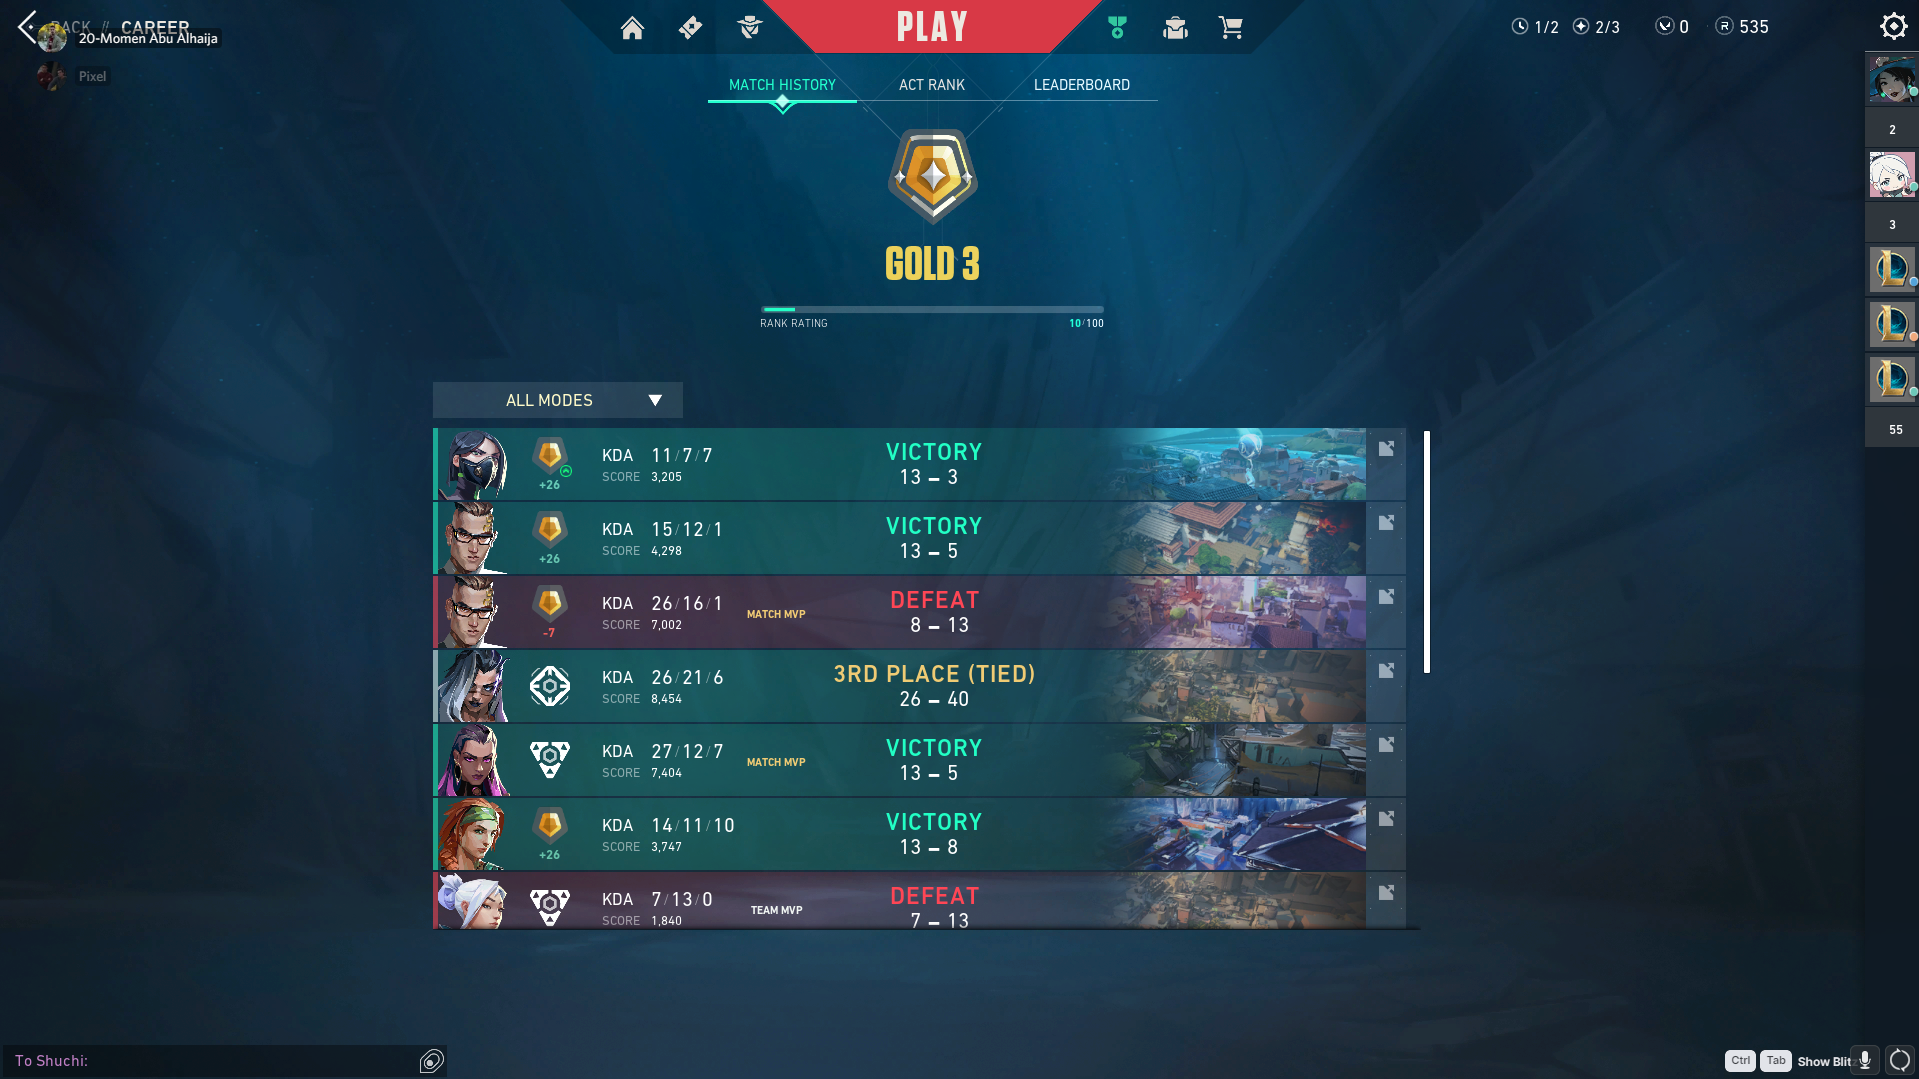 BACK // CAREER
20-Momen Abu Alhaija
Pixel
PLAY
1/2 2/3 0 535
MATCH HISTORY ACT RANK LEADERBOARD
GOLD 3
RANK RATING 10/100
ALL MODES
KDA 11/7/7 VICTORY
+26 SCORE 3,205 13 – 3
KDA 15/12/1 VICTORY
+26 SCORE 4,298 13 – 5
KDA 26/16/1 MATCH MVP DEFEAT
-7 SCORE 7,002 8 – 13
KDA 26/21/6 3RD PLACE (TIED)
SCORE 8,454 26 – 40
KDA 27/12/7 MATCH MVP VICTORY
SCORE 7,404 13 – 5
KDA 14/11/10 VICTORY
+26 SCORE 3,747 13 – 8
KDA 7/13/0 TEAM MVP DEFEAT
SCORE 1,840 7 – 13
2
3
55
To Shuchi:
Ctrl Tab Show Blitz